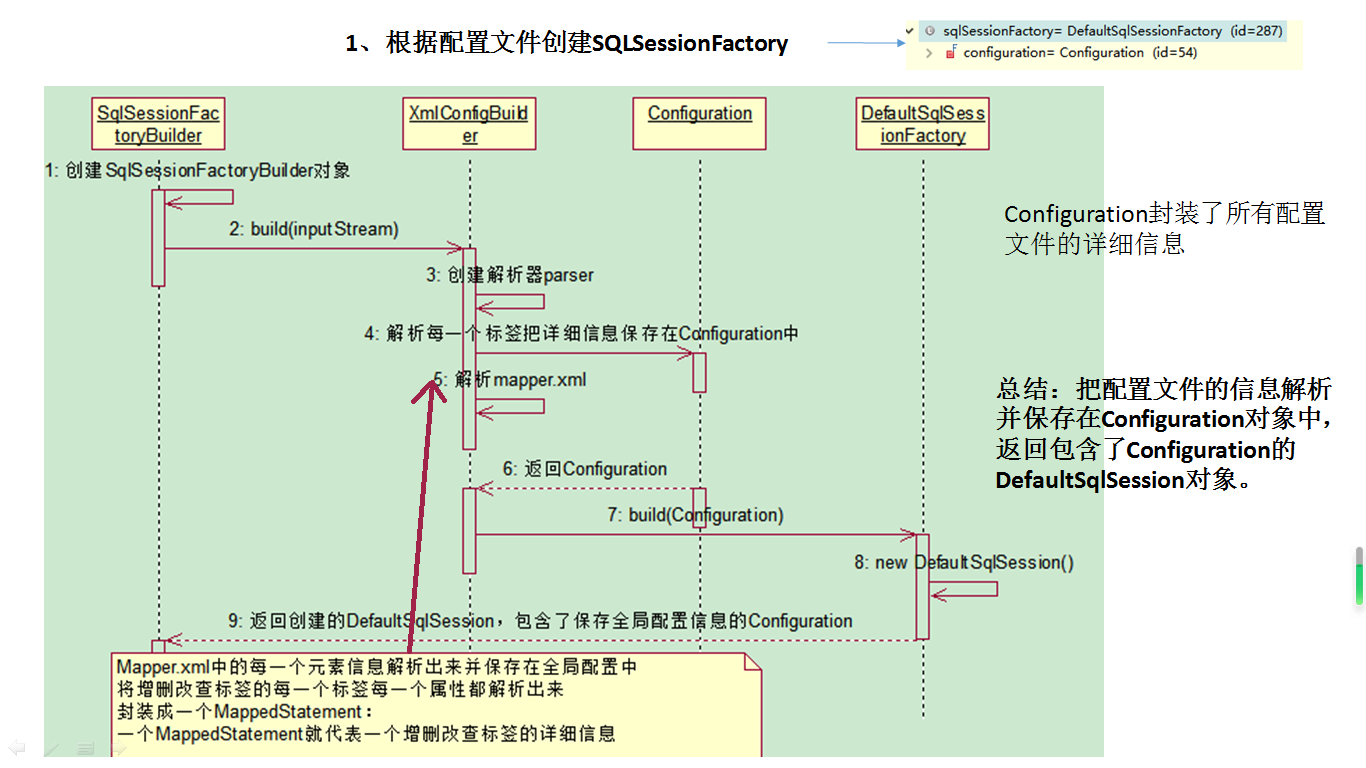 1、根据配置文件创建SQLSessionFactory
sqlSessionFactory= DefaultSqlSessionFactory (id=287)
configuration= Configuration (id=54)
SqlSessionFac
toryBuilder
XmlConfigBuild
er
Configuration
DefaultSqlSess
ionFactory
1: 创建SqlSessionFactoryBuilder对象
2: build(inputStream)
3: 创建解析器parser
4: 解析每一个标签把详细信息保存在Configuration中
5: 解析mapper.xml
6: 返回Configuration
7: build(Configuration)
8: new DefaultSqlSession()
9: 返回创建的DefaultSqlSession，包含了保存全局配置信息的Configuration
Mapper.xml中的每一个元素信息解析出来并保存在全局配置中
将增删改查标签的每一个标签每一个属性都解析出来
封装成一个MappedStatement：
一个MappedStatement就代表一个增删改查标签的详细信息
Configuration封装了所有配置
文件的详细信息
总结：把配置文件的信息解析
并保存在Configuration对象中，
返回包含了Configuration的
DefaultSqlSession对象。